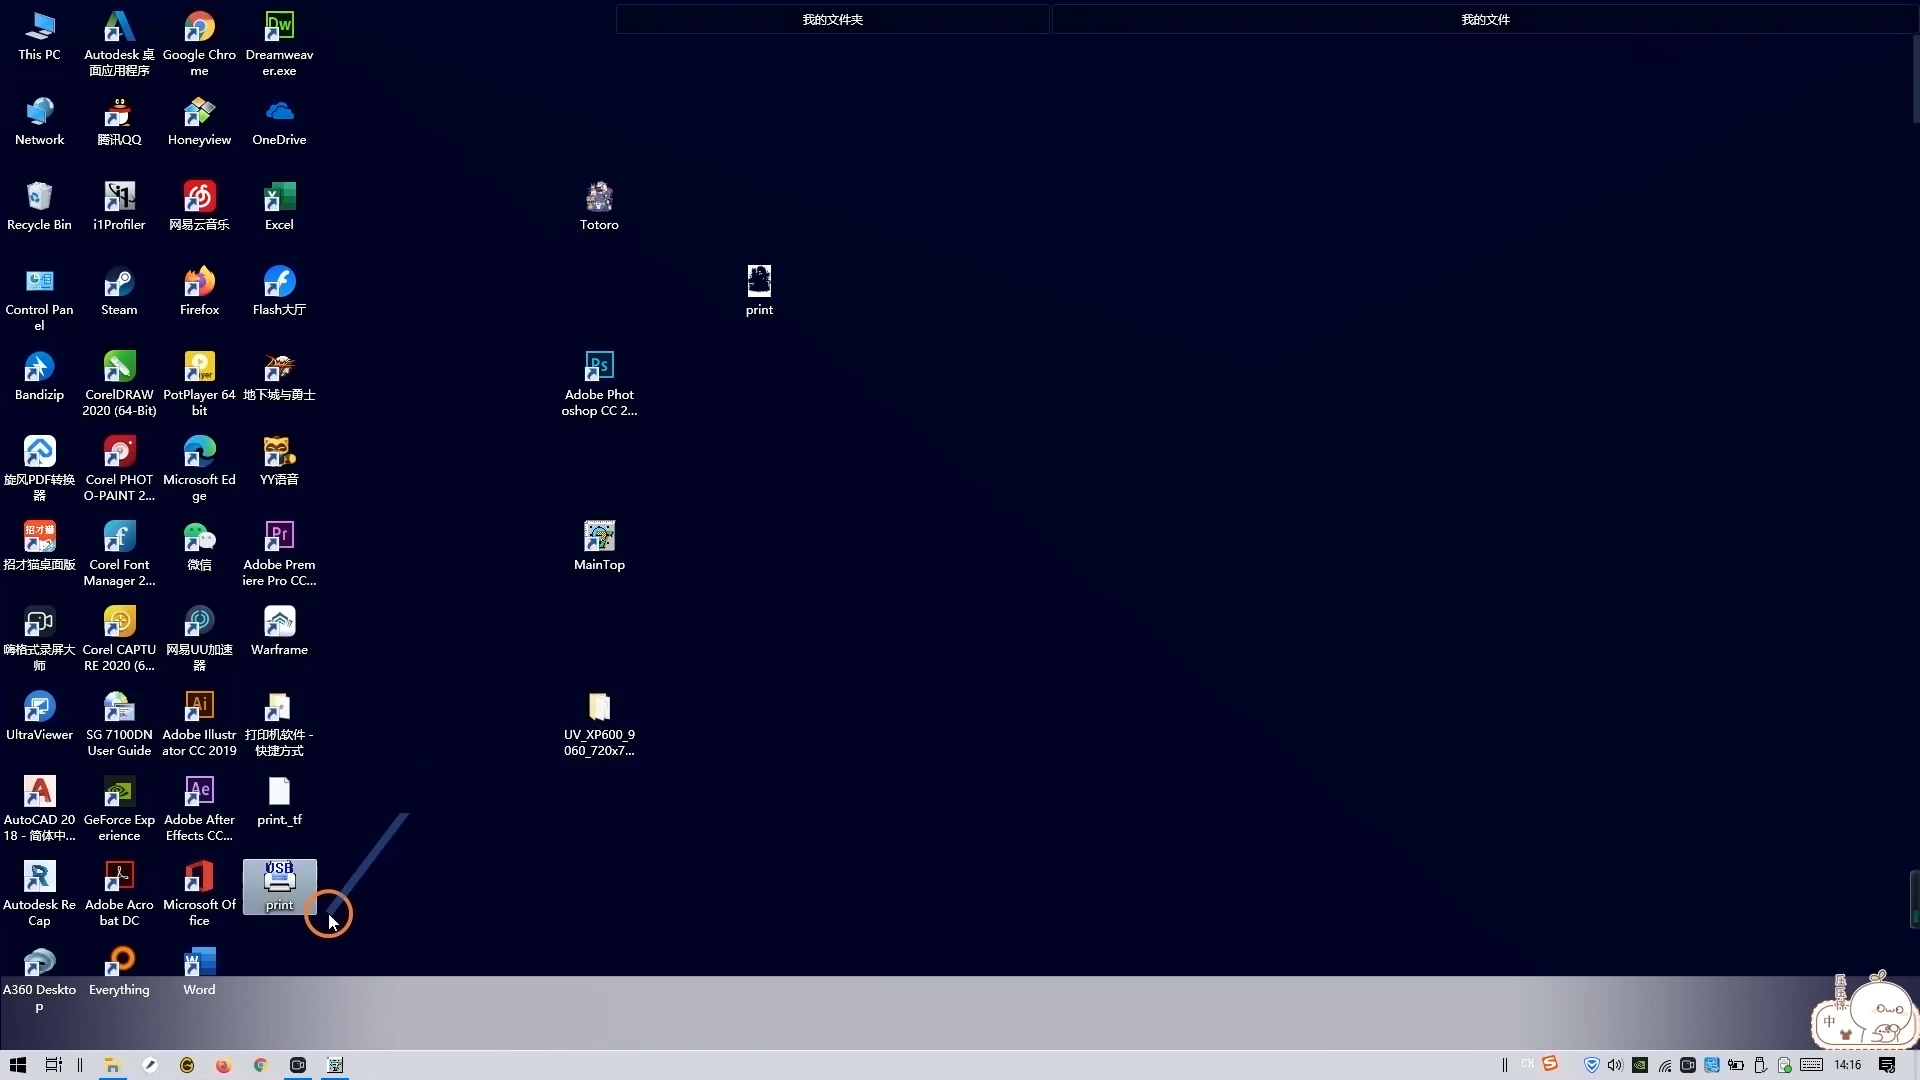 我的文件夹
我的文件
This PC
Autodesk 桌
面应用程序
Google Chro
me
Dreamweav
er.exe
Network
腾讯QQ
Honeyview
OneDrive
Recycle Bin
i1Profiler
网易云音乐
Excel
Totoro
Control Pan
el
Steam
Firefox
Flash大厅
print
Bandizip
CorelDRAW
2020 (64-Bit)
PotPlayer 64
bit
地下城与勇士
Adobe Phot
oshop CC 2...
旋风PDF转换
器
Corel PHOT
O-PAINT 2...
Microsoft Ed
ge
YY语音
招才猫桌面版
Corel Font
Manager 2...
微信
Adobe Prem
iere Pro CC...
MainTop
嗨格式录屏大
师
Corel CAPTU
RE 2020 (6...
网易UU加速
器
Warframe
UltraViewer
SG 7100DN
User Guide
Adobe Illustr
ator CC 2019
打印机软件 -
快捷方式
UV_XP600_9
060_720x7...
AutoCAD 20
18 - 简体中...
GeForce Exp
erience
Adobe After
Effects CC...
print._tf
Autodesk Re
Cap
Adobe Acro
bat DC
Microsoft Of
fice
USB
print
A360 Deskto
p
Everything
Word
中
CH
14:16